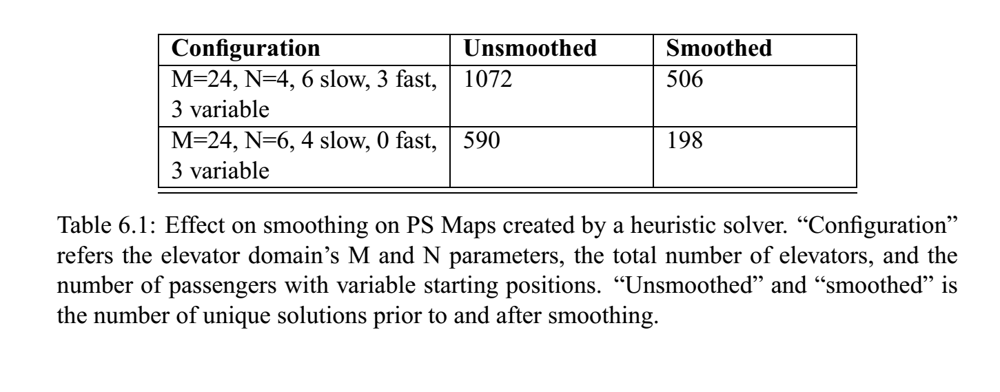 Configuration Unsmoothed Smoothed
M=24, N=4, 6 slow, 3 fast, 1072 506
3 variable
M=24, N=6, 4 slow, 0 fast, 590 198
3 variable
Table 6.1: Effect on smoothing on PS Maps created by a heuristic solver. “Configuration”
refers the elevator domain’s M and N parameters, the total number of elevators, and the
number of passengers with variable starting positions. “Unsmoothed” and “smoothed” is
the number of unique solutions prior to and after smoothing.